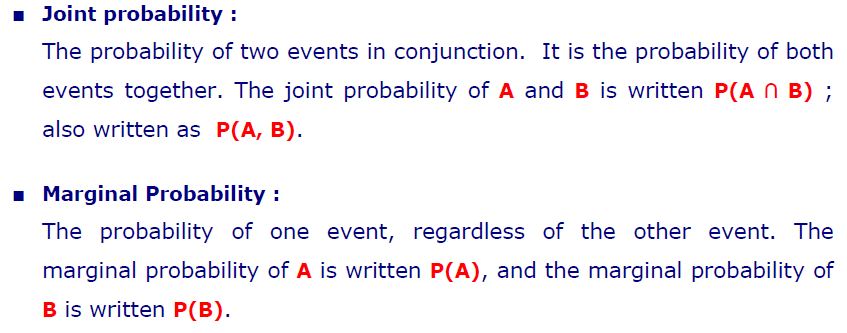 ▪ Joint probability :
The probability of two events in conjunction. It is the probability of both
events together. The joint probability of A and B is written P(A ∩ B) ;
also written as P(A, B).
▪ Marginal Probability :
The probability of one event, regardless of the other event. The
marginal probability of A is written P(A), and the marginal probability of
B is written P(B).